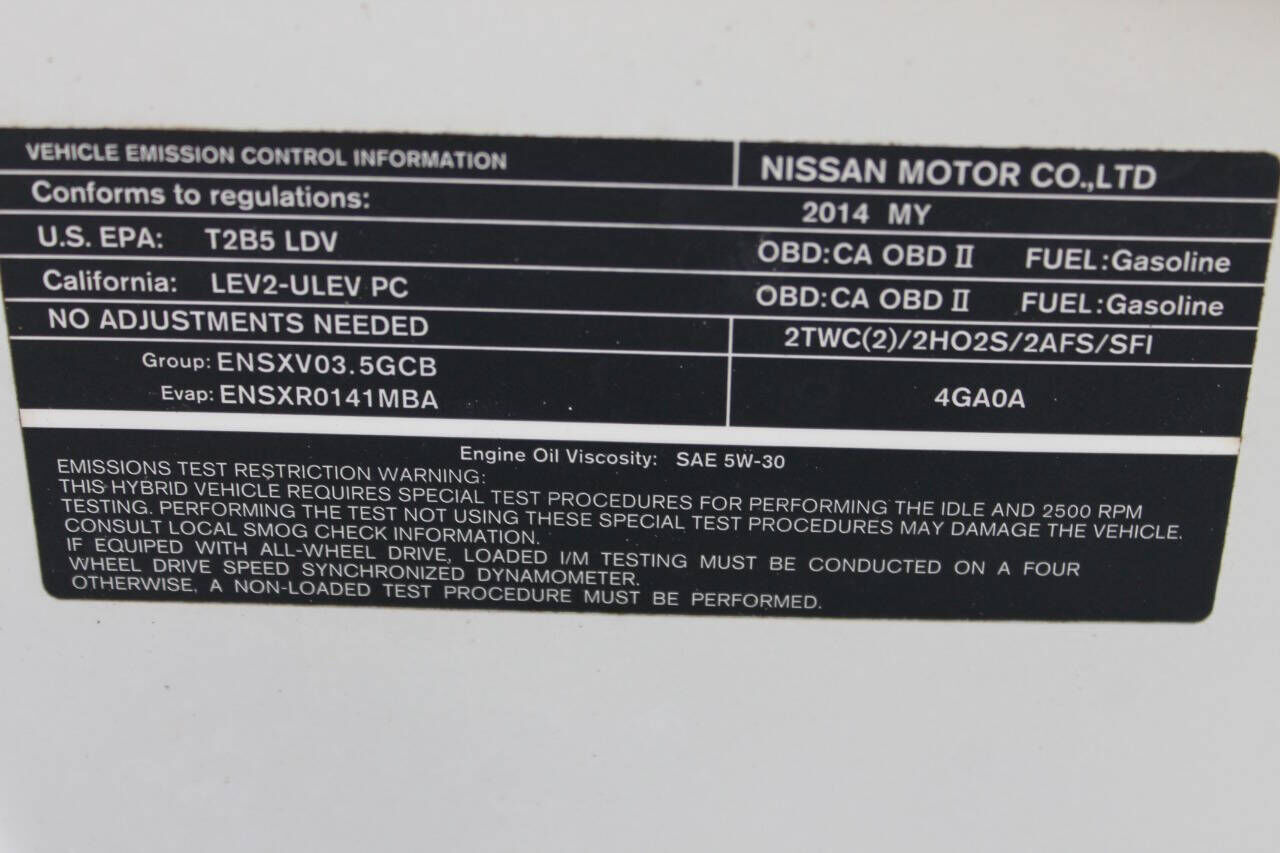 VEHICLE EMISSION CONTROL INFORMATION
NISSAN MOTOR CO.,LTD
Conforms to regulations:
2014 MY
U.S. EPA: T2B5 LDV
OBD:CA OBD II FUEL:Gasoline
California: LEV2-ULEV PC
OBD:CA OBD II FUEL:Gasoline
NO ADJUSTMENTS NEEDED
2TWC(2)/2HO2S/2AFS/SFI
Group: ENSXV03.5GCB
Evap: ENSXR0141MBA
4GA0A
Engine Oil Viscosity: SAE 5W-30
EMISSIONS TEST RESTRICTION WARNING:
THIS HYBRID VEHICLE REQUIRES SPECIAL TEST PROCEDURES FOR PERFORMING THE IDLE AND 2500 RPM
TESTING. PERFORMING THE TEST NOT USING THESE SPECIAL TEST PROCEDURES MAY DAMAGE THE VEHICLE.
CONSULT LOCAL SMOG CHECK INFORMATION.
IF EQUIPED WITH ALL-WHEEL DRIVE, LOADED I/M TESTING MUST BE CONDUCTED ON A FOUR
WHEEL DRIVE SPEED SYNCHRONIZED DYNAMOMETER.
OTHERWISE, A NON-LOADED TEST PROCEDURE MUST BE PERFORMED.